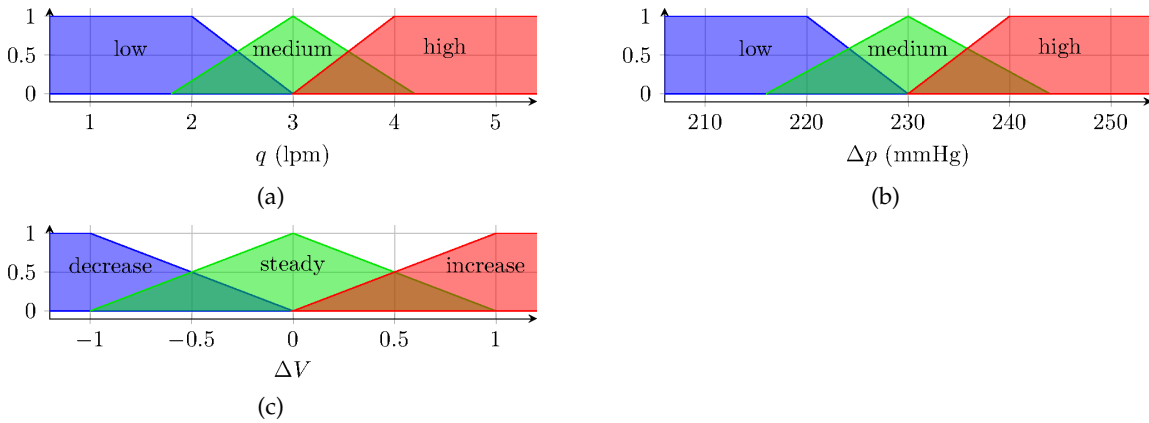 1
0.5
0
low
medium
high
1
2
3
4
5
q (lpm)
(a)
1
0.5
0
low
medium
high
210
220
230
240
250
Δp (mmHg)
(b)
1
0.5
0
decrease
steady
increase
−1
−0.5
0
0.5
1
ΔV
(c)